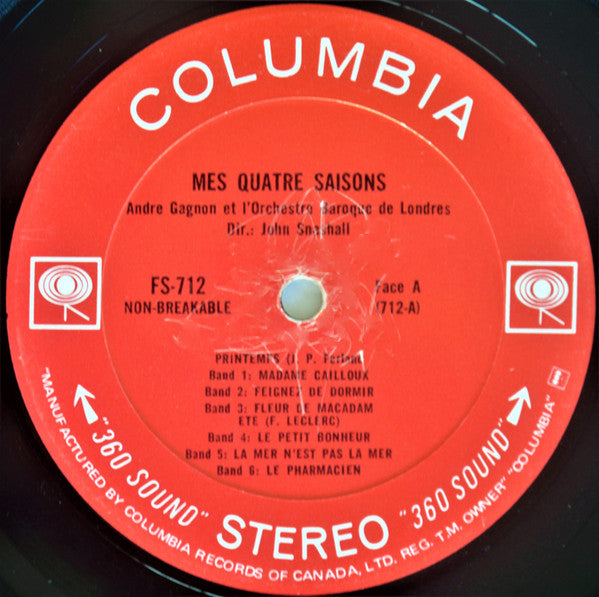 COLUMBIA
MES QUATRE SAISONS
Andre Gagnon et l'Orchestre Baroque de Londres
Dir.: John Snashall
FS-712
NON-BREAKABLE
Face A
(712-A)
PRINTEMPS (J. P. Ferland)
Band 1: MADAME CAILLOUX
Band 2: FEIGNEZ DE DORMIR
Band 3: FLEUR DE MACADAM
ETE (F. LECLERC)
Band 4: LE PETIT BONHEUR
Band 5: LA MER N'EST PAS LA MER
Band 6: LE PHARMACIEN
"360 SOUND" STEREO "360 SOUND"
"MANUFACTURED BY COLUMBIA RECORDS OF CANADA, LTD. REG. T.M. OWNER" "COLUMBIA"